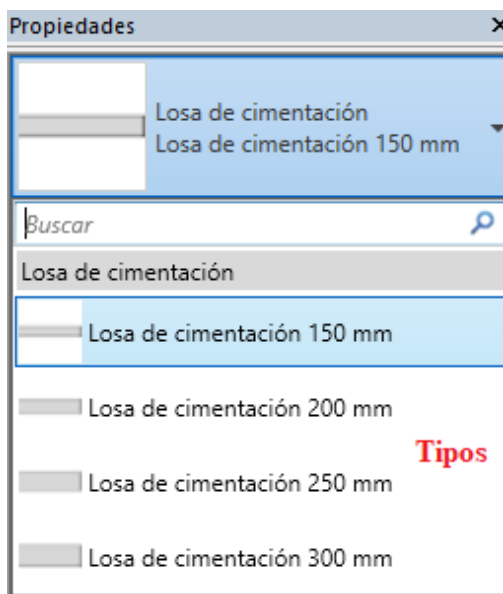 Propiedades
Losa de cimentación
Losa de cimentación 150 mm
Buscar
Losa de cimentación
Losa de cimentación 150 mm
Losa de cimentación 200 mm
Tipos
Losa de cimentación 250 mm
Losa de cimentación 300 mm